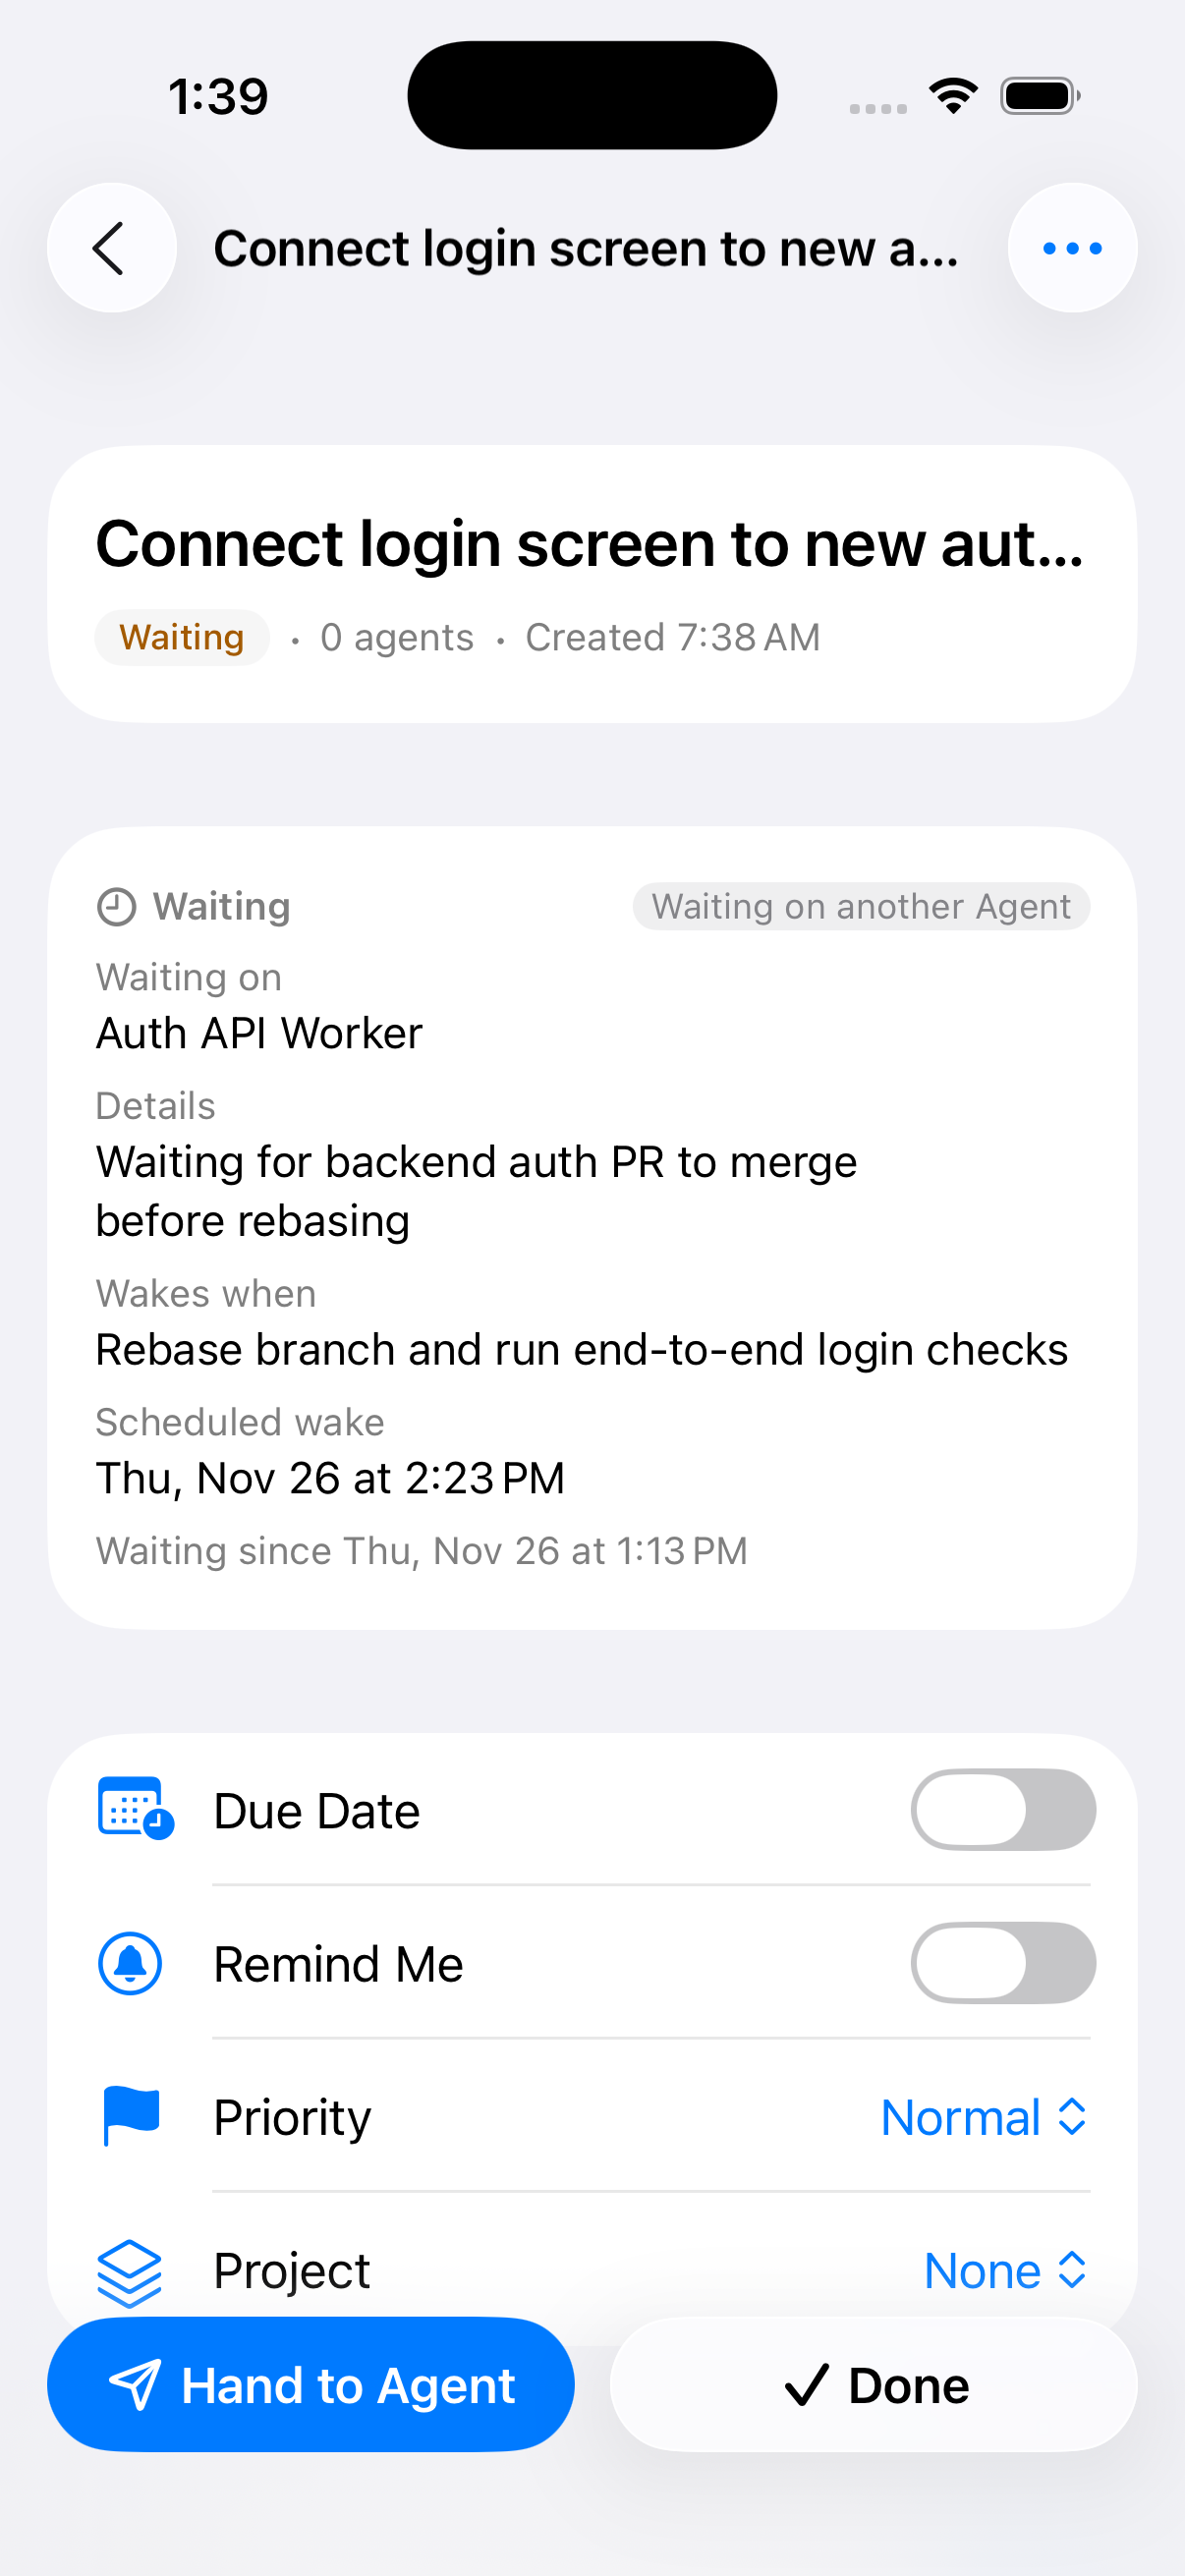 1:39
Connect login screen to new a...
Connect login screen to new aut...
Waiting · 0 agents · Created 7:38 AM
Waiting
Waiting on another Agent
Waiting on
Auth API Worker
Details
Waiting for backend auth PR to merge
before rebasing
Wakes when
Rebase branch and run end-to-end login checks
Scheduled wake
Thu, Nov 26 at 2:23 PM
Waiting since Thu, Nov 26 at 1:13 PM
Due Date
Remind Me
Priority
Normal
Project
None
Hand to Agent
Done